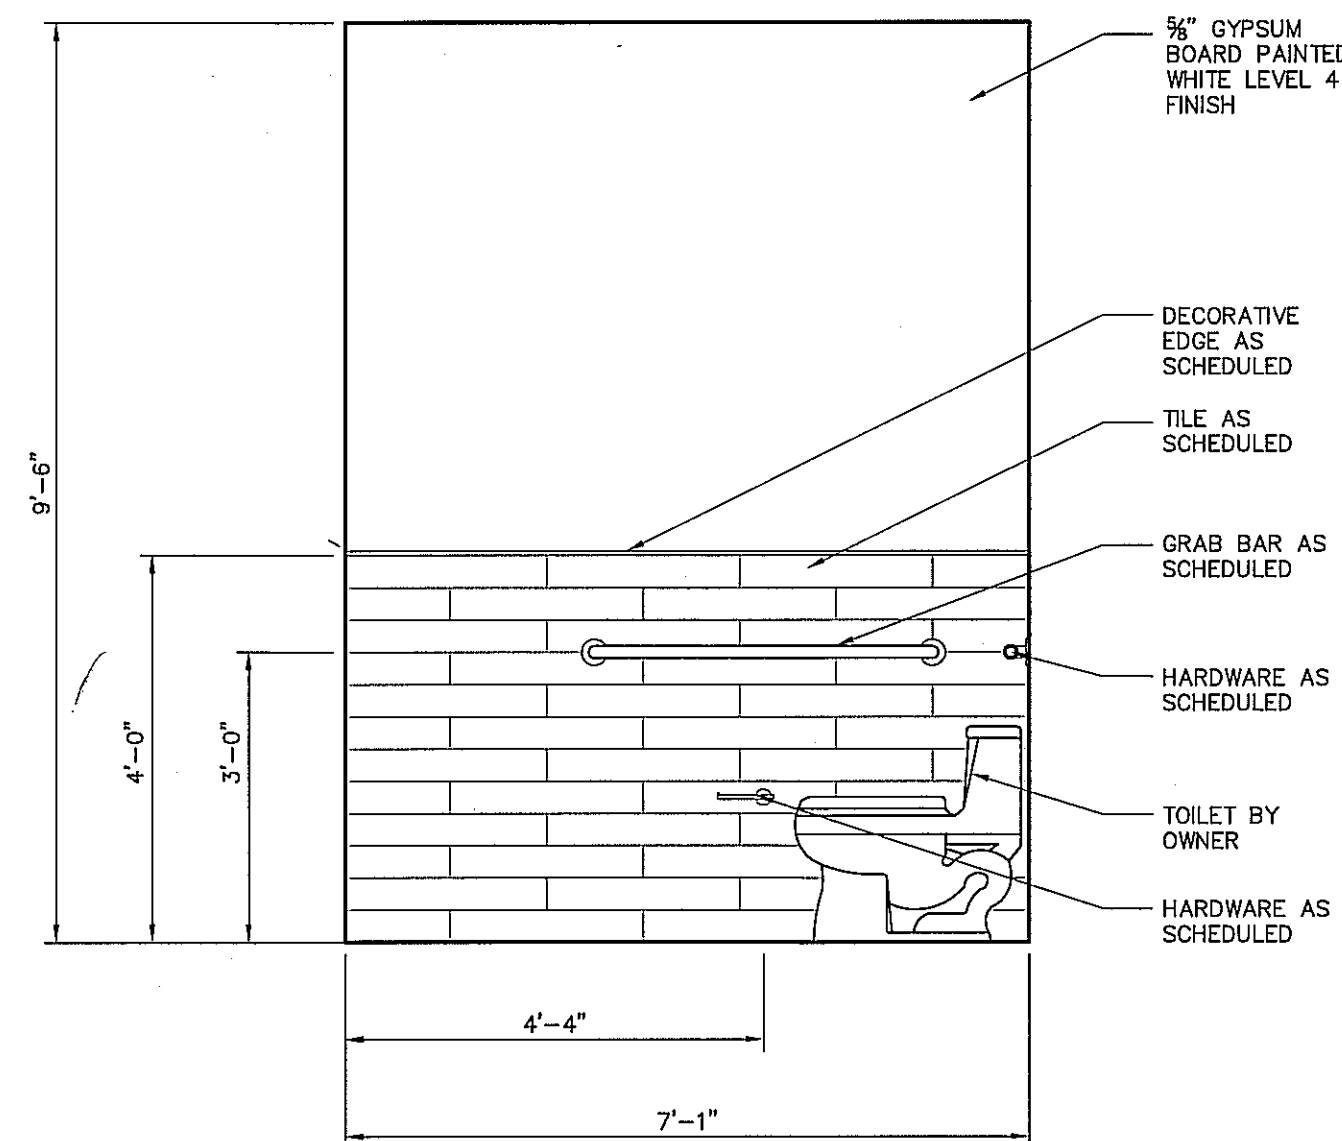 ⅝" GYPSUM
BOARD PAINTED
WHITE LEVEL 4
FINISH
DECORATIVE
EDGE AS
SCHEDULED
TILE AS
SCHEDULED
GRAB BAR AS
SCHEDULED
HARDWARE AS
SCHEDULED
TOILET BY
OWNER
HARDWARE AS
SCHEDULED
9'-6"
4'-0"
3'-0"
4'-4"
7'-1"